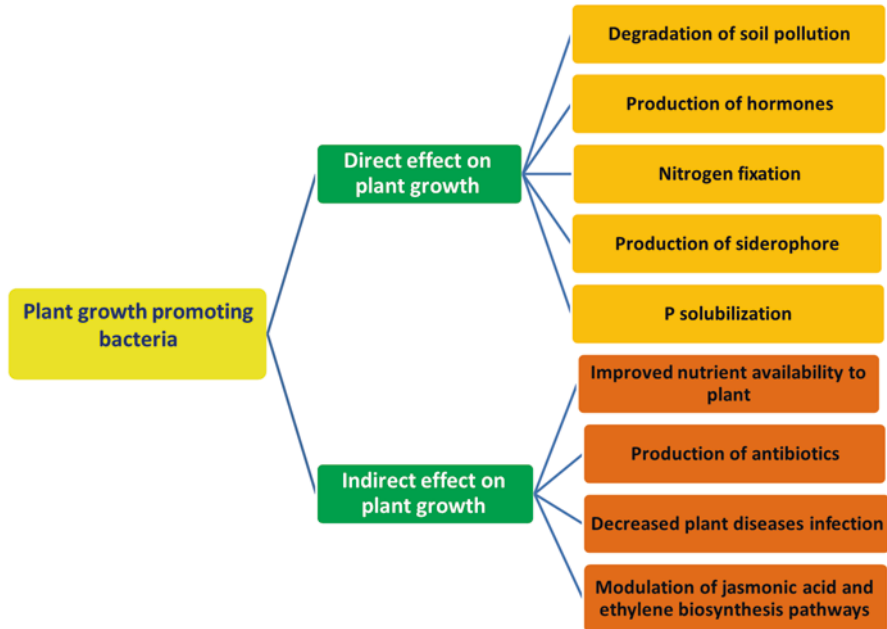 Degradation of soil pollution
Production of hormones
Direct effect on
plant growth
Nitrogen fixation
Production of siderophore
P solubilization
Plant growth promoting
bacteria
Improved nutrient availability to
plant
Production of antibiotics
Indirect effect on
plant growth
Decreased plant diseases infection
Modulation of jasmonic acid and
ethylene biosynthesis pathways